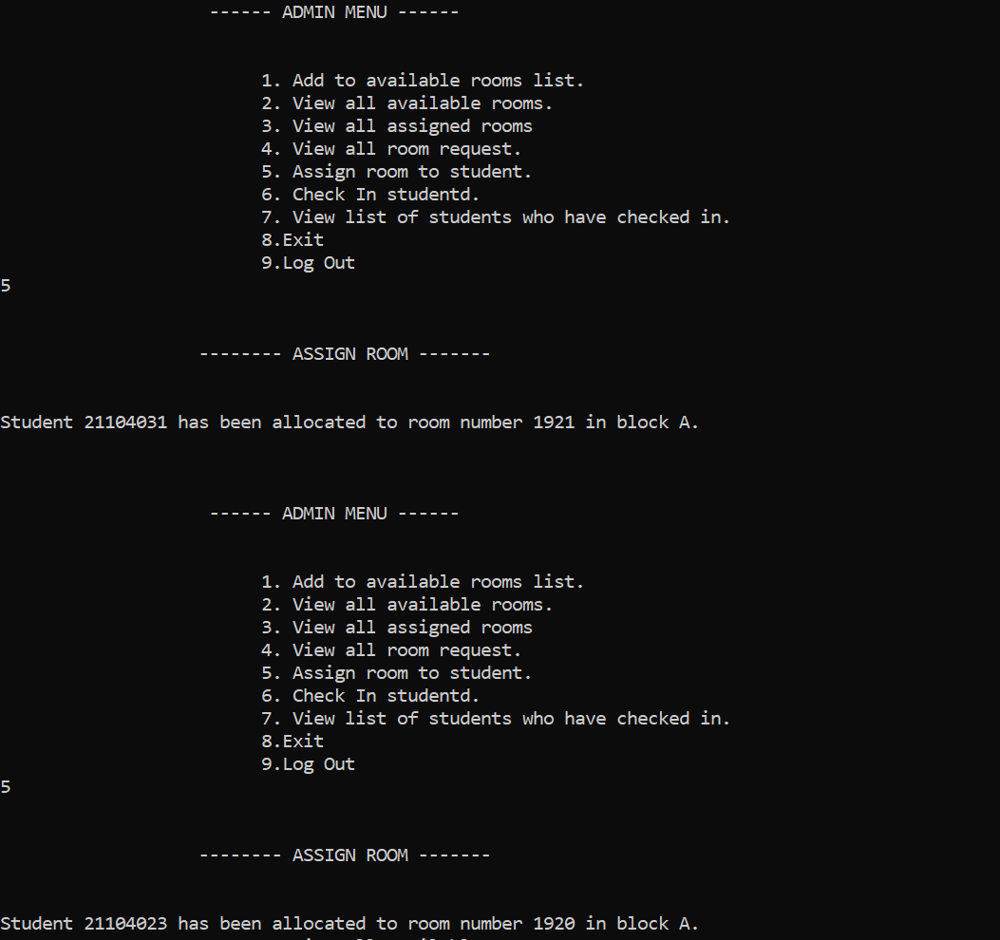 ------ ADMIN MENU ------
1. Add to available rooms list.
2. View all available rooms.
3. View all assigned rooms
4. View all room request.
5. Assign room to student.
6. Check In studentd.
7. View list of students who have checked in.
8.Exit
9.Log Out
5
-------- ASSIGN ROOM -------
Student 21104031 has been allocated to room number 1921 in block A.
------ ADMIN MENU ------
1. Add to available rooms list.
2. View all available rooms.
3. View all assigned rooms
4. View all room request.
5. Assign room to student.
6. Check In studentd.
7. View list of students who have checked in.
8.Exit
9.Log Out
5
-------- ASSIGN ROOM -------
Student 21104023 has been allocated to room number 1920 in block A.